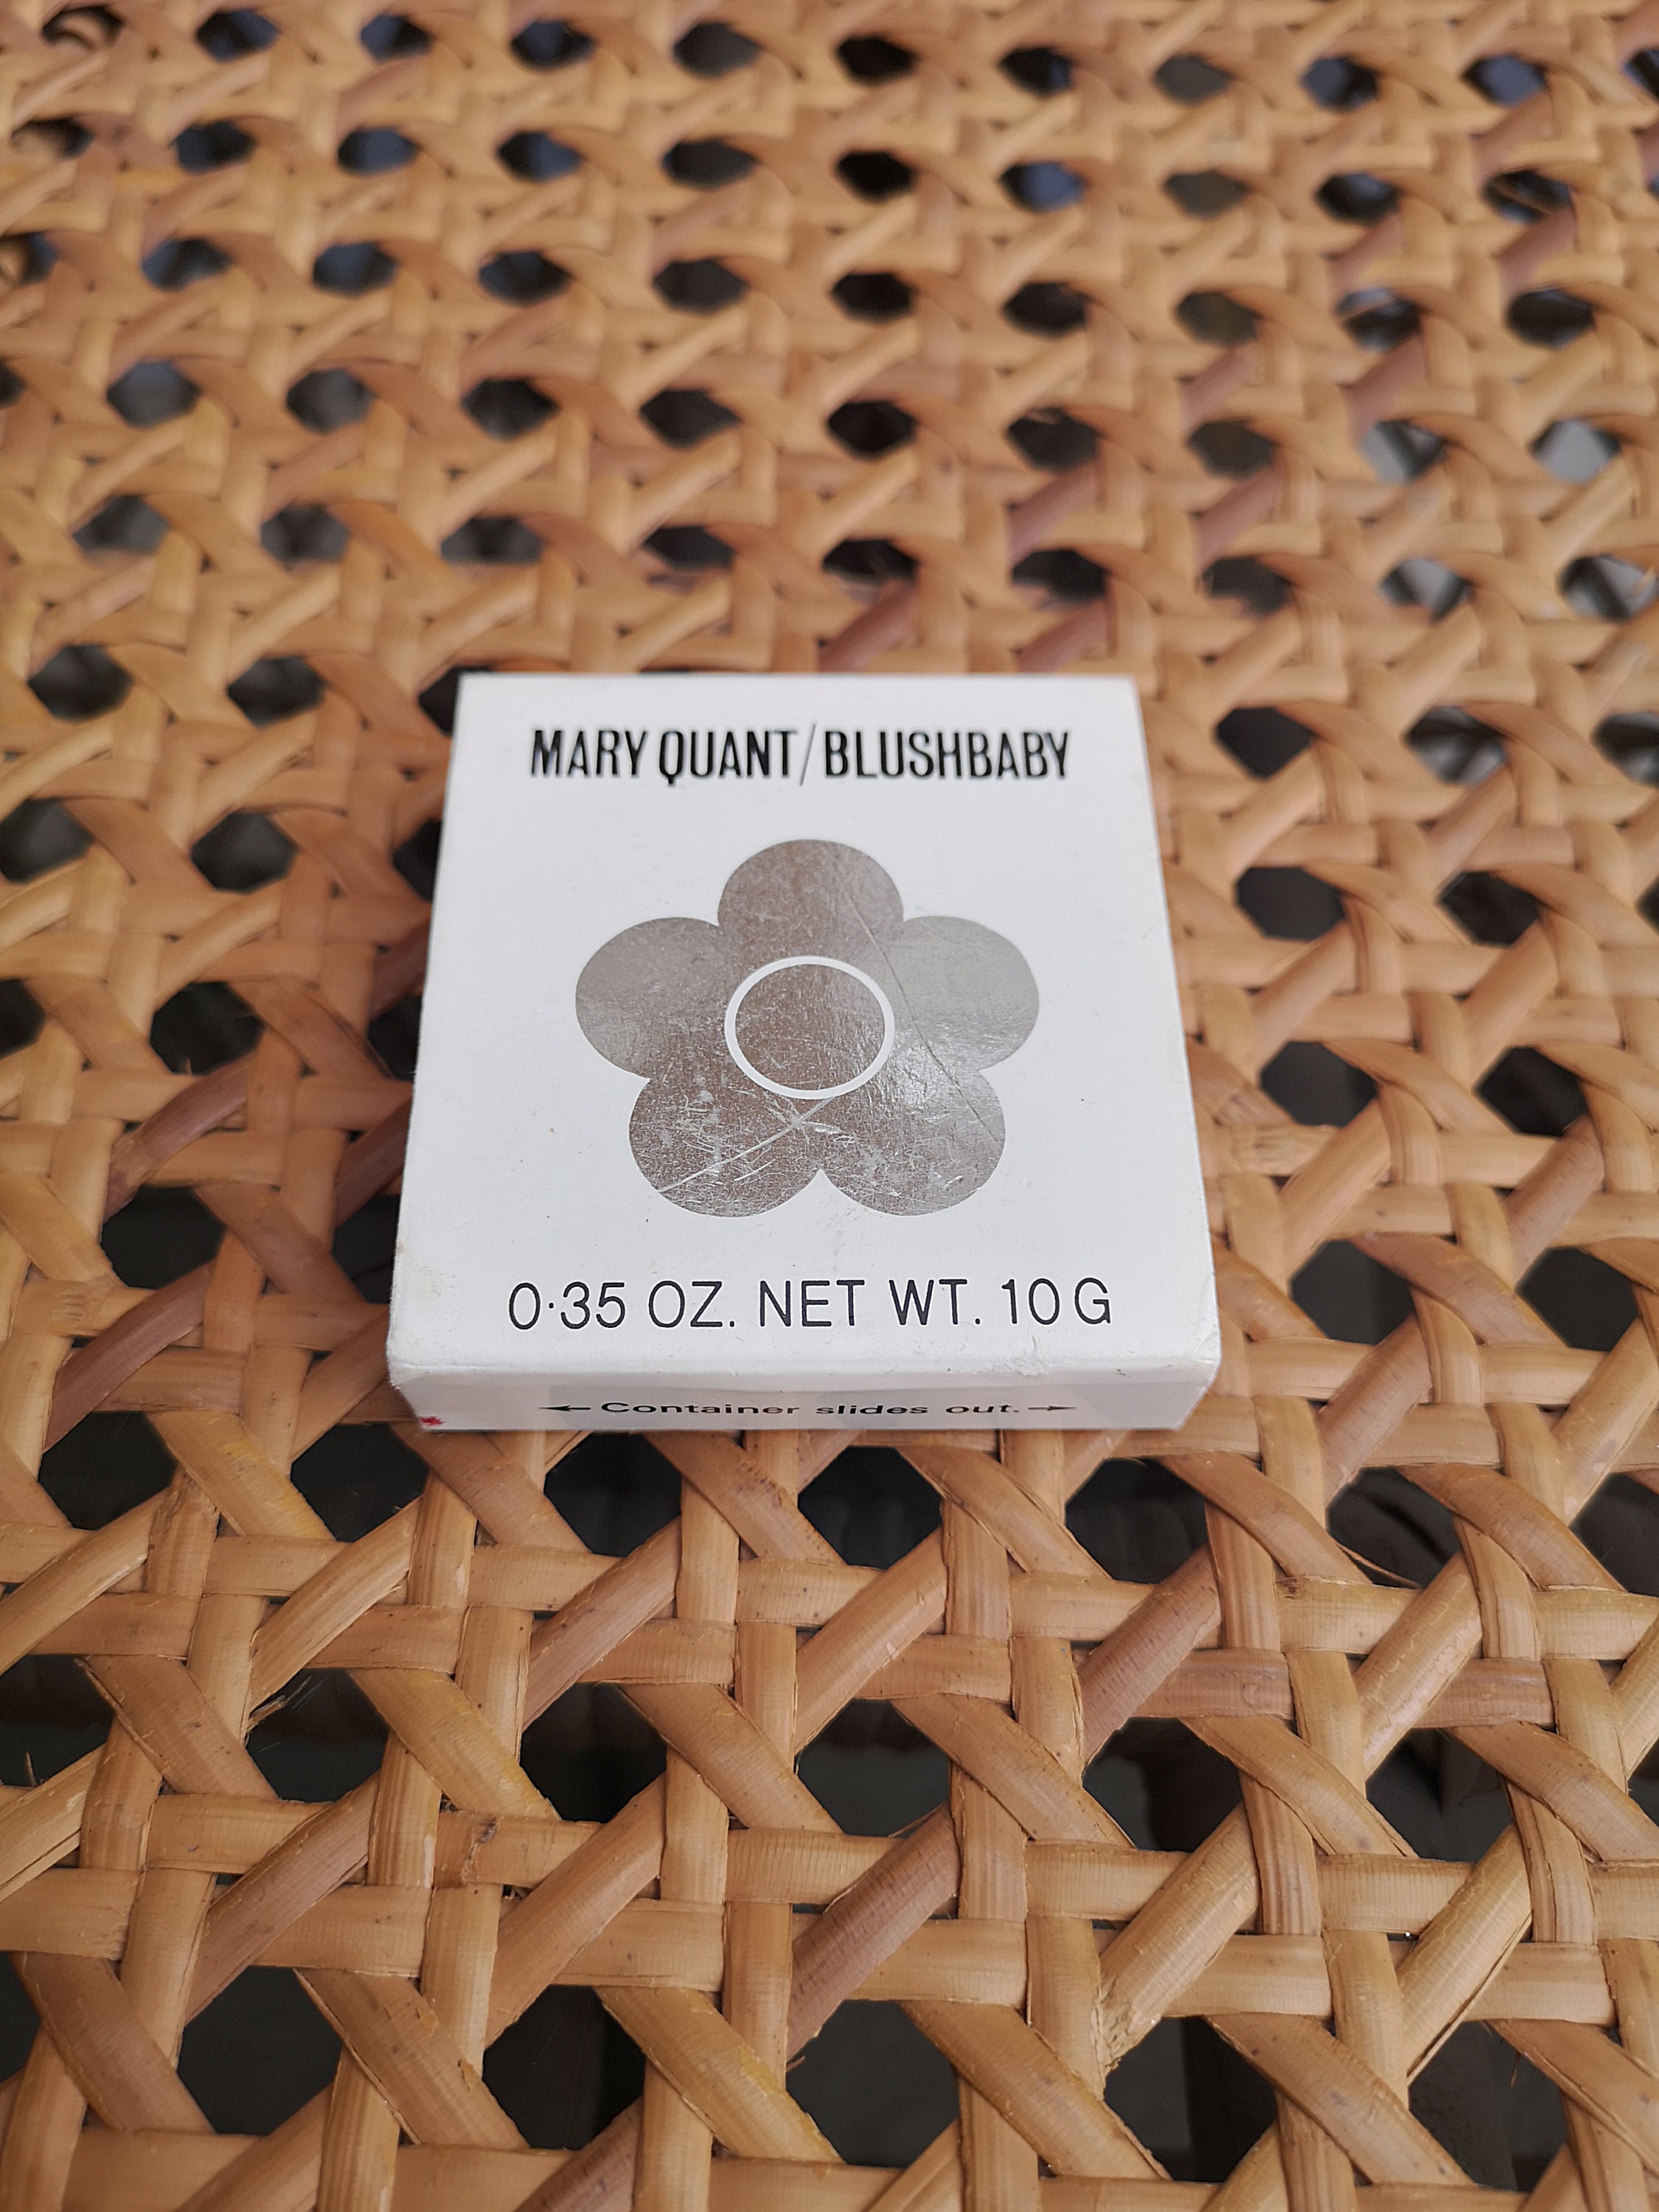 MARY QUANT/BLUSHBABY
0·35 OZ. NET WT. 10 G
←Container slides out.→